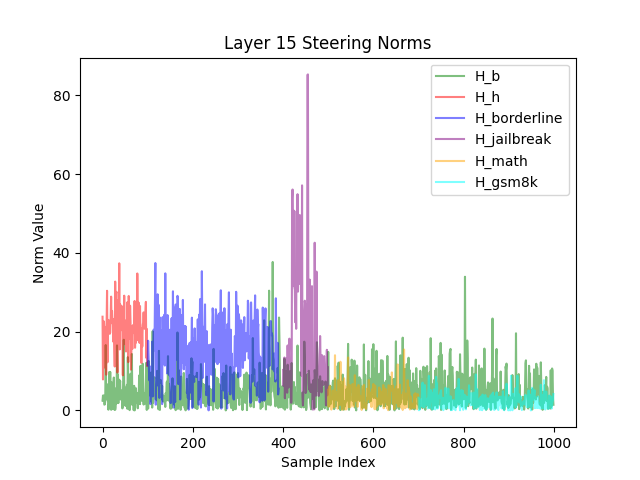 Layer 15 Steering Norms
H_b
H_h
H_borderline
H_jailbreak
H_math
H_gsm8k
Norm Value
80
60
40
20
0
0
200
400
600
800
1000
Sample Index